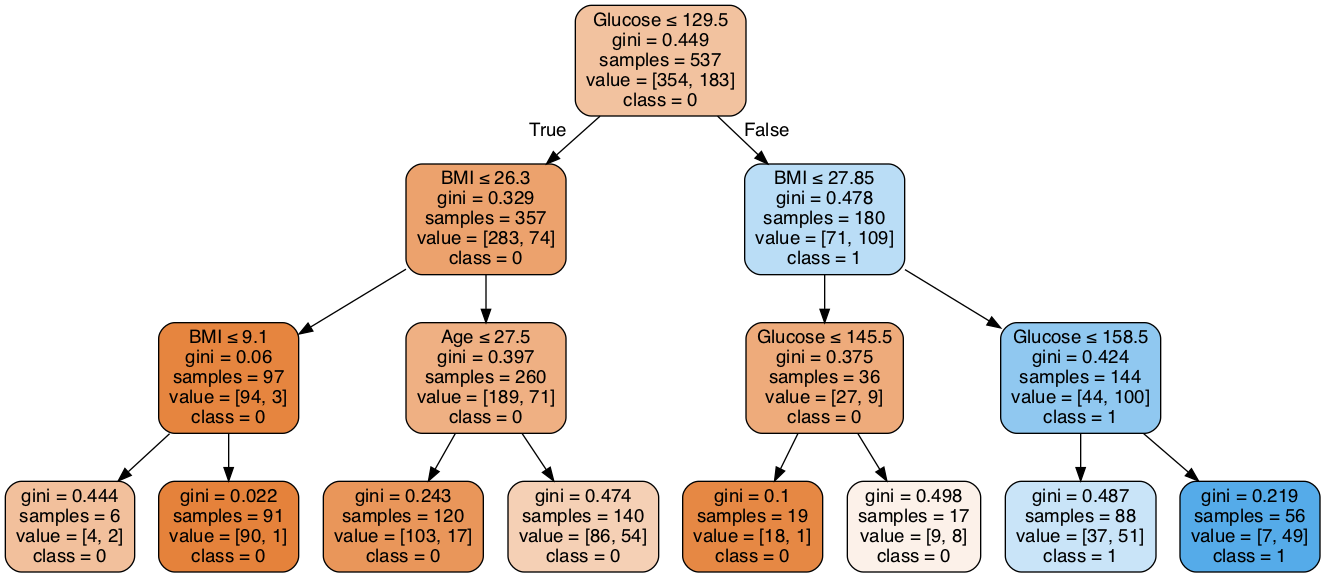 Glucose ≤ 129.5
gini = 0.449
samples = 537
value = [354, 183]
class = 0
True
False
BMI ≤ 26.3
gini = 0.329
samples = 357
value = [283, 74]
class = 0
BMI ≤ 27.85
gini = 0.478
samples = 180
value = [71, 109]
class = 1
BMI ≤ 9.1
gini = 0.06
samples = 97
value = [94, 3]
class = 0
Age ≤ 27.5
gini = 0.397
samples = 260
value = [189, 71]
class = 0
Glucose ≤ 145.5
gini = 0.375
samples = 36
value = [27, 9]
class = 0
Glucose ≤ 158.5
gini = 0.424
samples = 144
value = [44, 100]
class = 1
gini = 0.444
samples = 6
value = [4, 2]
class = 0
gini = 0.022
samples = 91
value = [90, 1]
class = 0
gini = 0.243
samples = 120
value = [103, 17]
class = 0
gini = 0.474
samples = 140
value = [86, 54]
class = 0
gini = 0.1
samples = 19
value = [18, 1]
class = 0
gini = 0.498
samples = 17
value = [9, 8]
class = 0
gini = 0.487
samples = 88
value = [37, 51]
class = 1
gini = 0.219
samples = 56
value = [7, 49]
class = 1